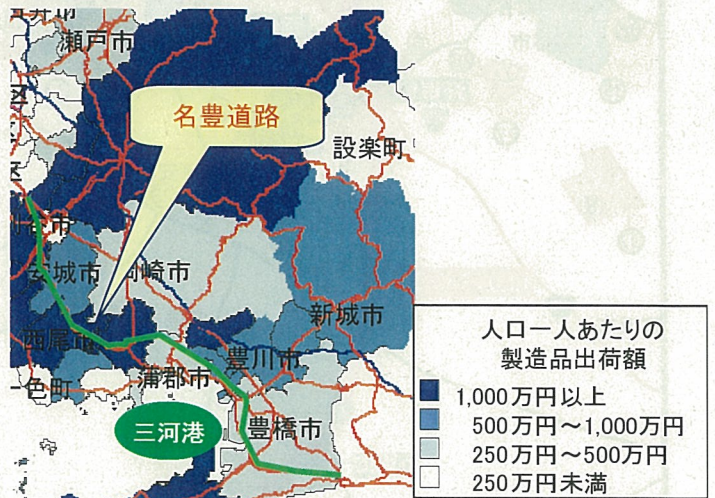 瀬戸市
名豊道路
設楽町
安城市
岡崎市
新城市
西尾市
豊川市
一色町
蒲郡市
三河港
豊橋市
人口一人あたりの
製造品出荷額
1,000万円以上
500万円～1,000万円
250万円～500万円
250万円未満